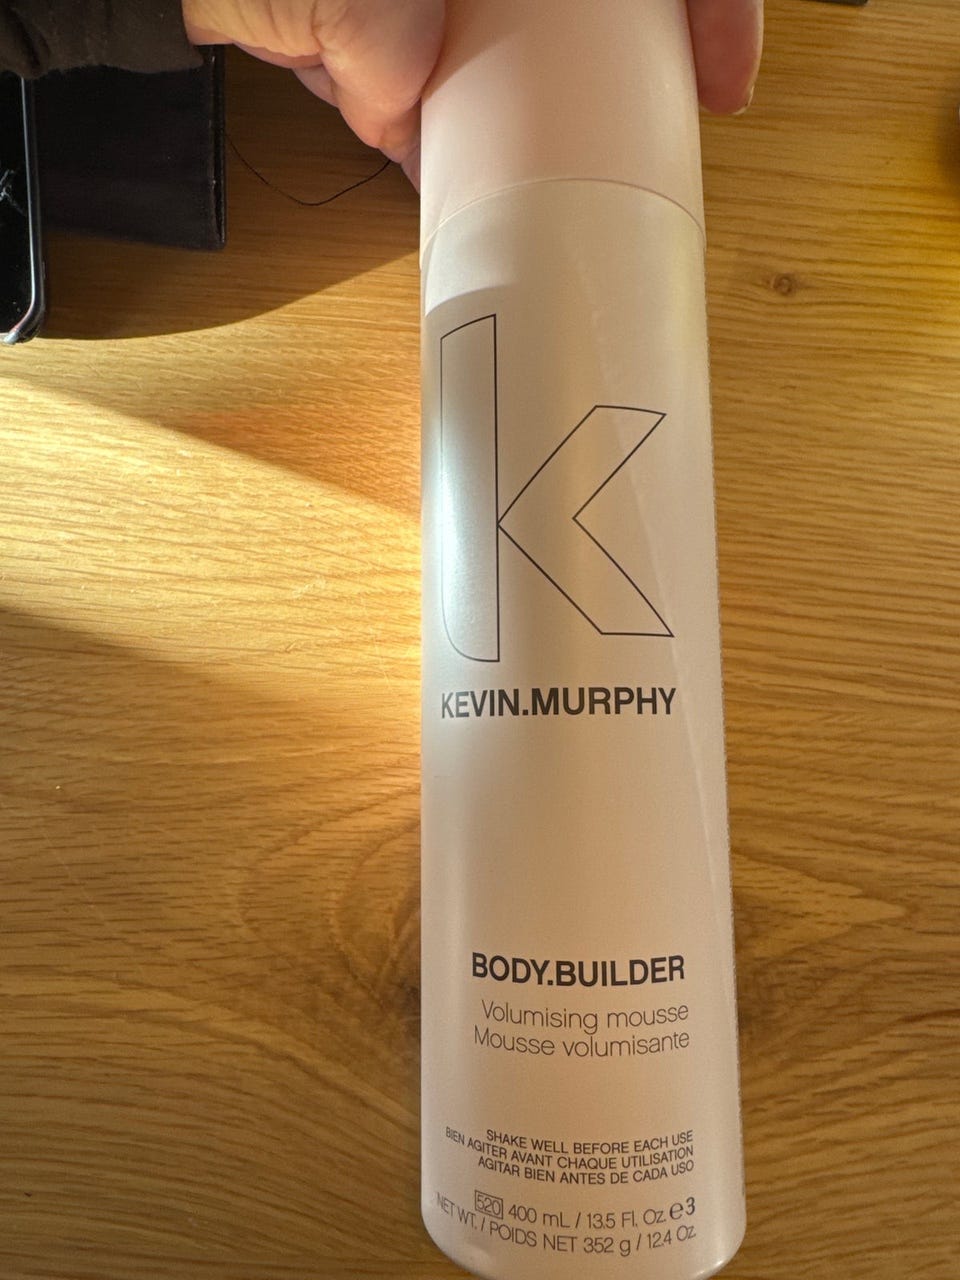 k
KEVIN.MURPHY
BODY.BUILDER
Volumising mousse
Mousse volumisante
SHAKE WELL BEFORE EACH USE
BIEN AGITER AVANT CHAQUE UTILISATION
AGITAR BIEN ANTES DE CADA USO
520 400 mL / 13.5 Fl. Oz e3
NET WT. / POIDS NET 352 g / 12.4 Oz